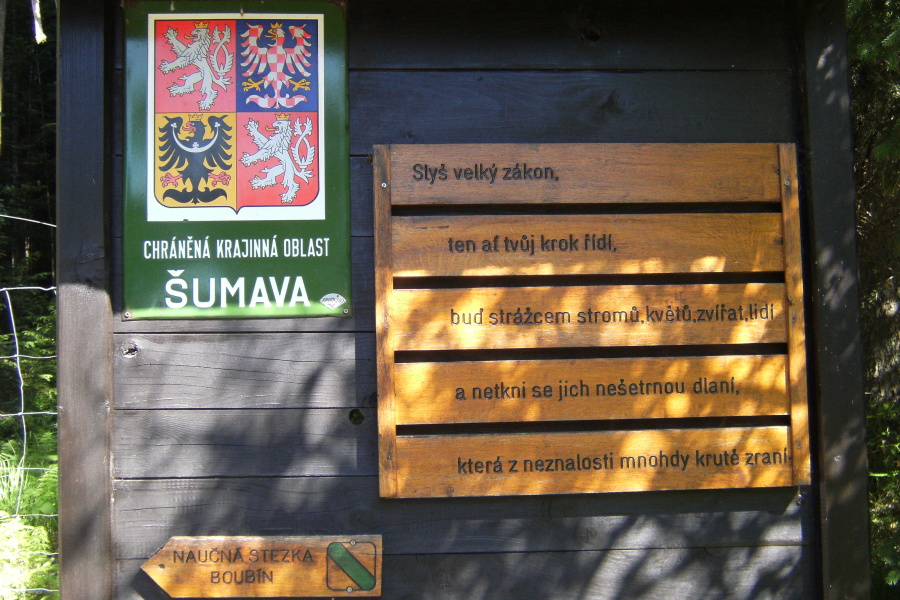 CHRÁNĚNÁ KRAJINNÁ OBLAST
ŠUMAVA
Slyš velký zákon,
ten ať tvůj krok řídí,
buď strážcem stromů,květů,zvířat,lidí
a netkni se jich nešetrnou dlaní,
která z neznalosti mnohdy krutě zraní.
NAUČNÁ STEZKA
BOUBÍN